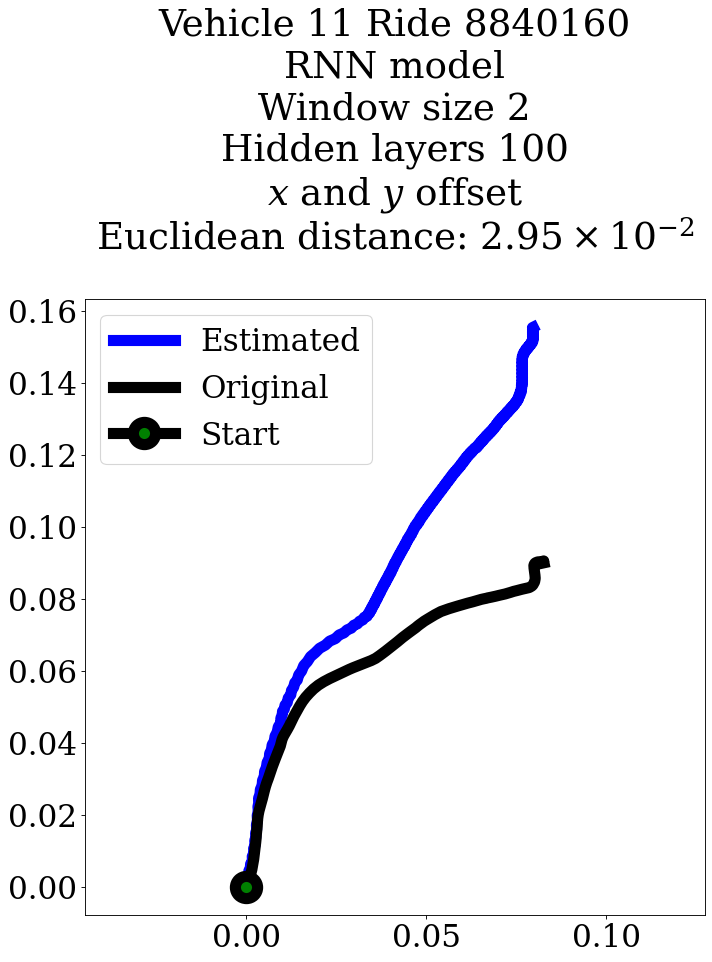 Vehicle 11 Ride 8840160
RNN model
Window size 2
Hidden layers 100
x and y offset
Euclidean distance: 2.95 × 10⁻²
0.16
0.14
0.12
0.10
0.08
0.06
0.04
0.02
0.00
Estimated
Original
Start
0.00 0.05 0.10